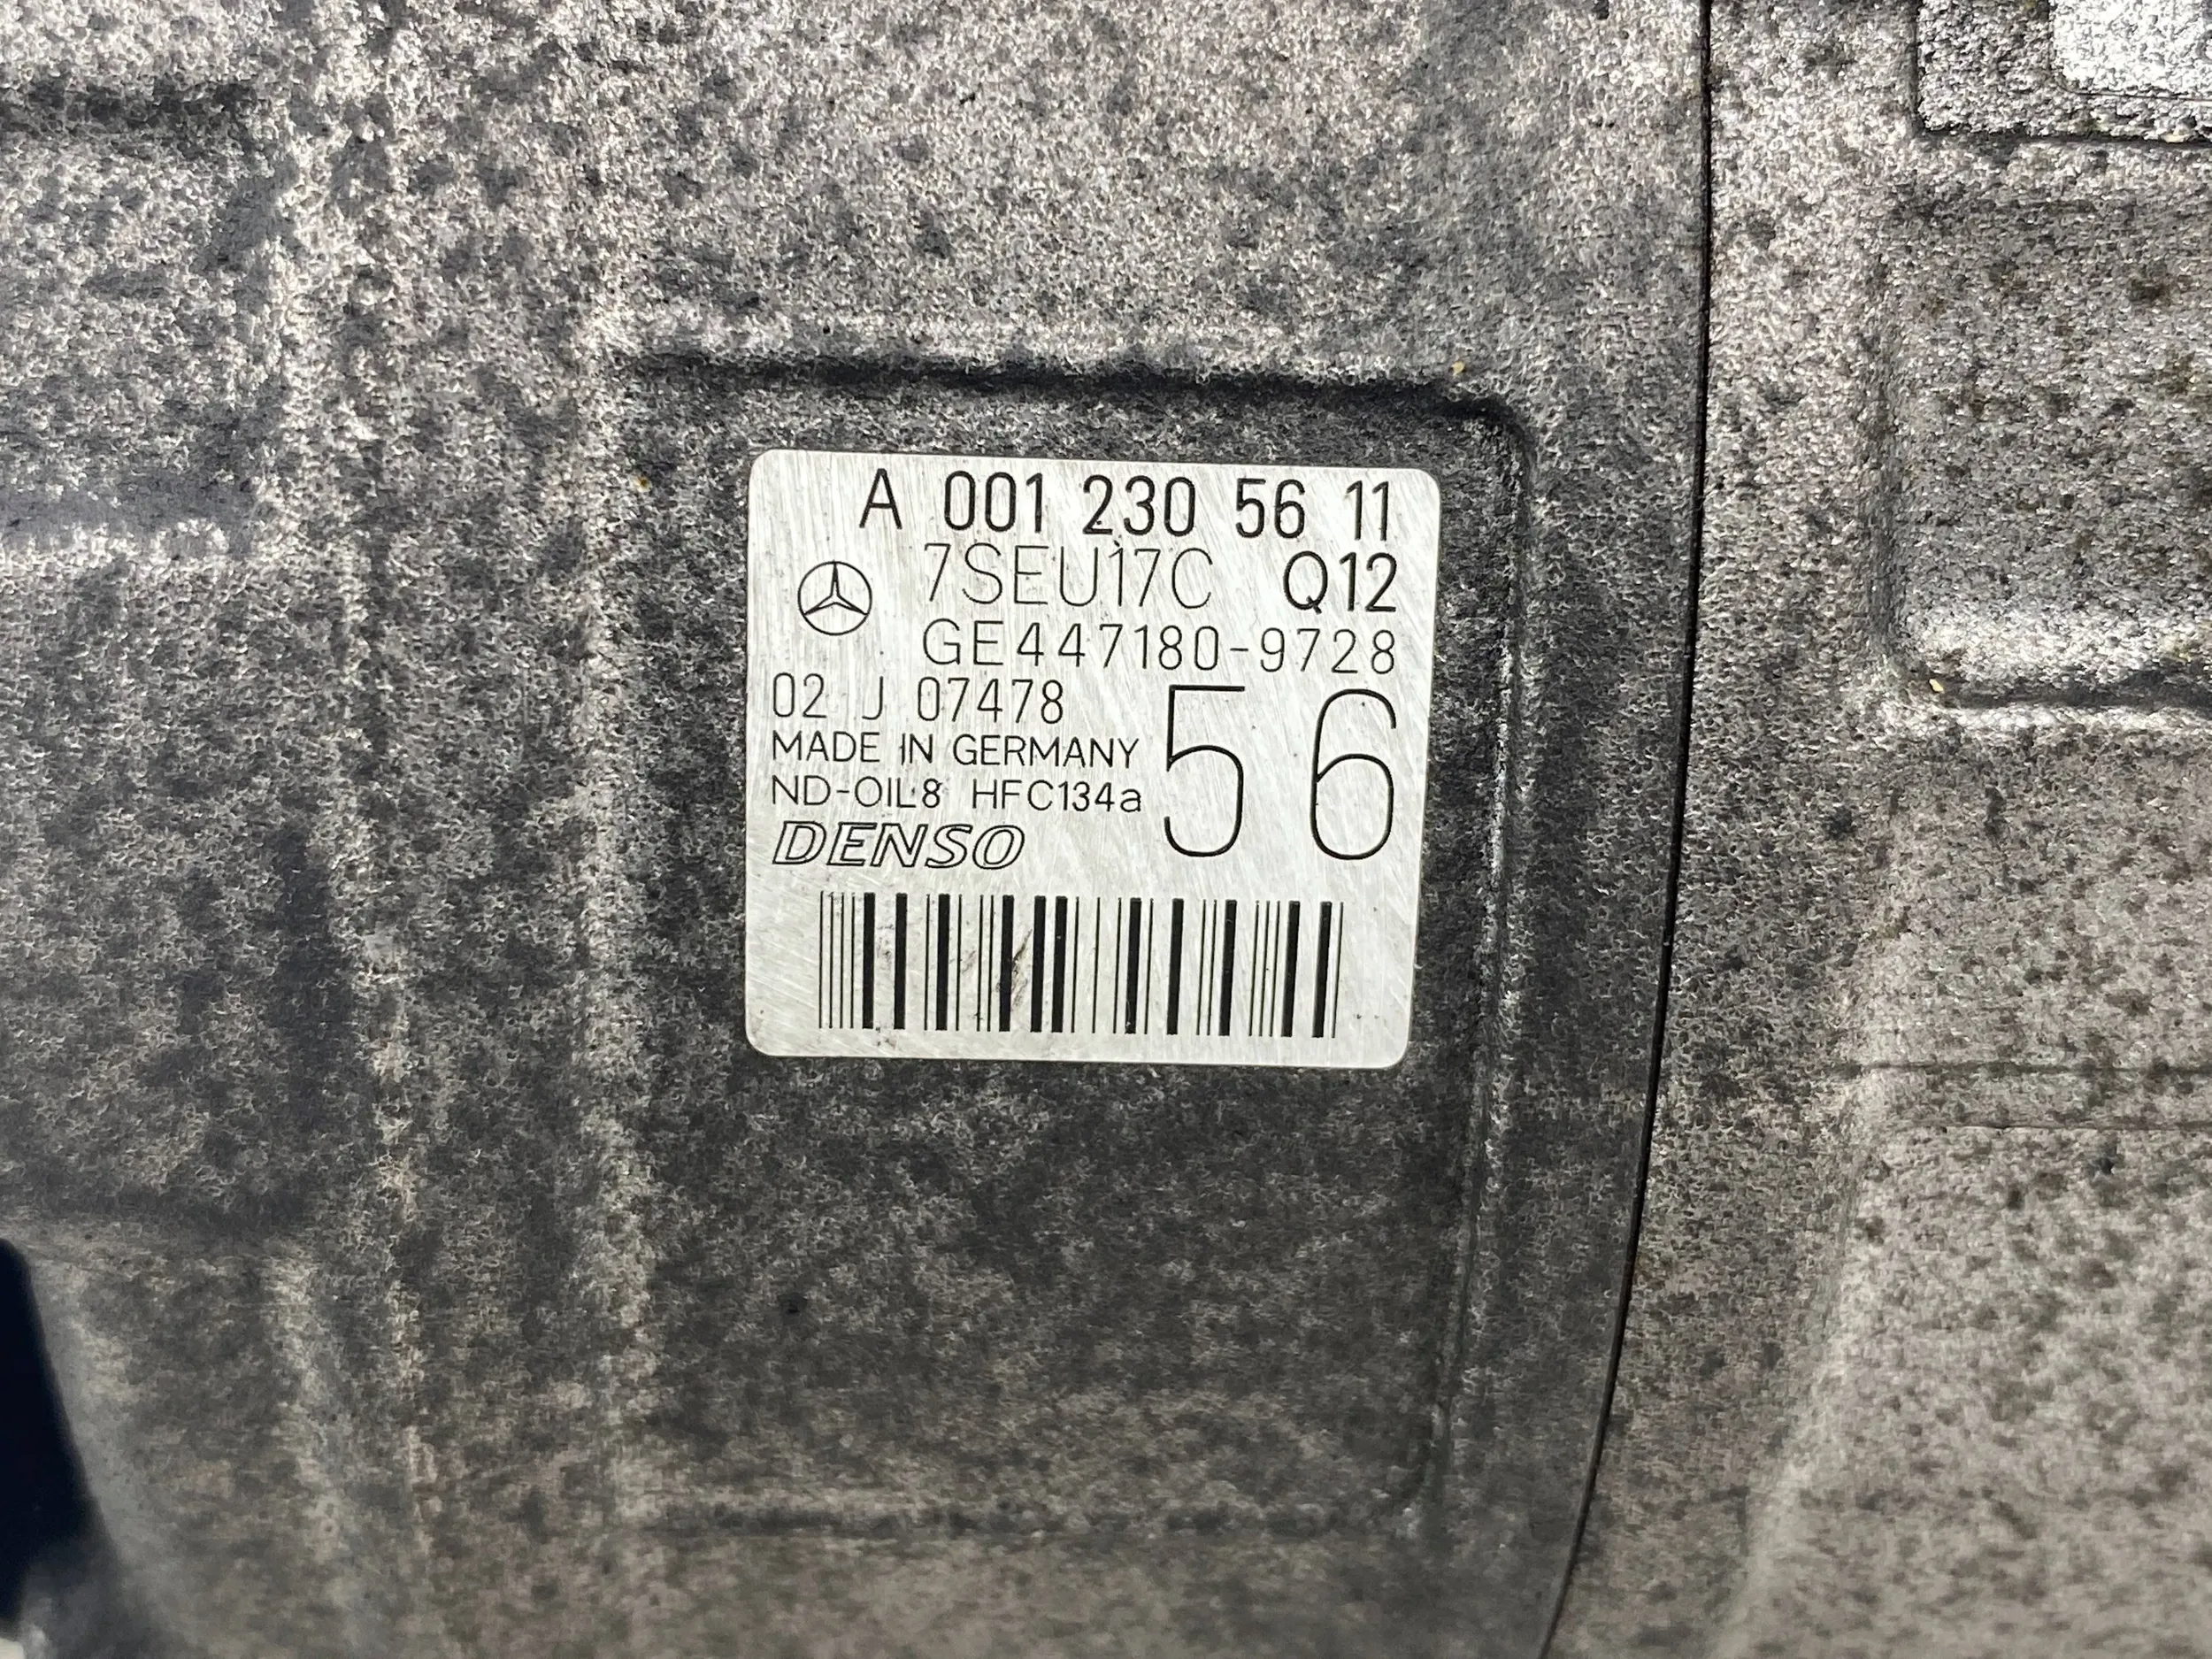 A 001 230 56 11
7SEU17C Q12
GE447180-9728
02 J 07478
56
MADE IN GERMANY
ND-OIL8 HFC134a
DENSO